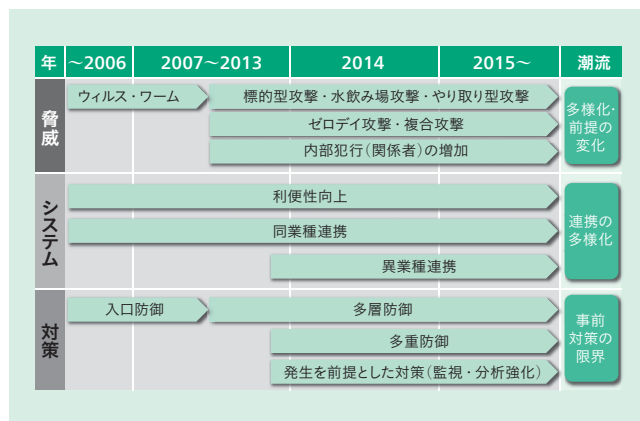 年 ～2006 2007～2013 2014 2015～ 潮流
脅威
ウィルス・ワーム
標的型攻撃・水飲み場攻撃・やり取り型攻撃
ゼロデイ攻撃・複合攻撃
内部犯行（関係者）の増加
多様化・
前提の
変化
システム
利便性向上
同業種連携
異業種連携
連携の
多様化
対策
入口防御
多層防御
多重防御
発生を前提とした対策（監視・分析強化）
事前
対策の
限界